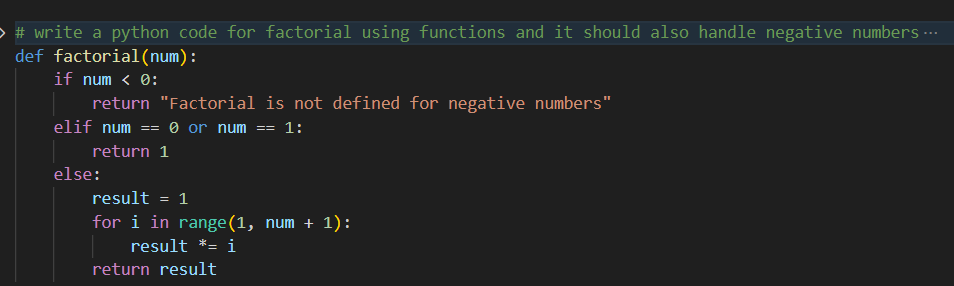 # write a python code for factorial using functions and it should also handle negative numbers ...
def factorial(num):
    if num < 0:
        return "Factorial is not defined for negative numbers"
    elif num == 0 or num == 1:
        return 1
    else:
        result = 1
        for i in range(1, num + 1):
            result *= i
        return result